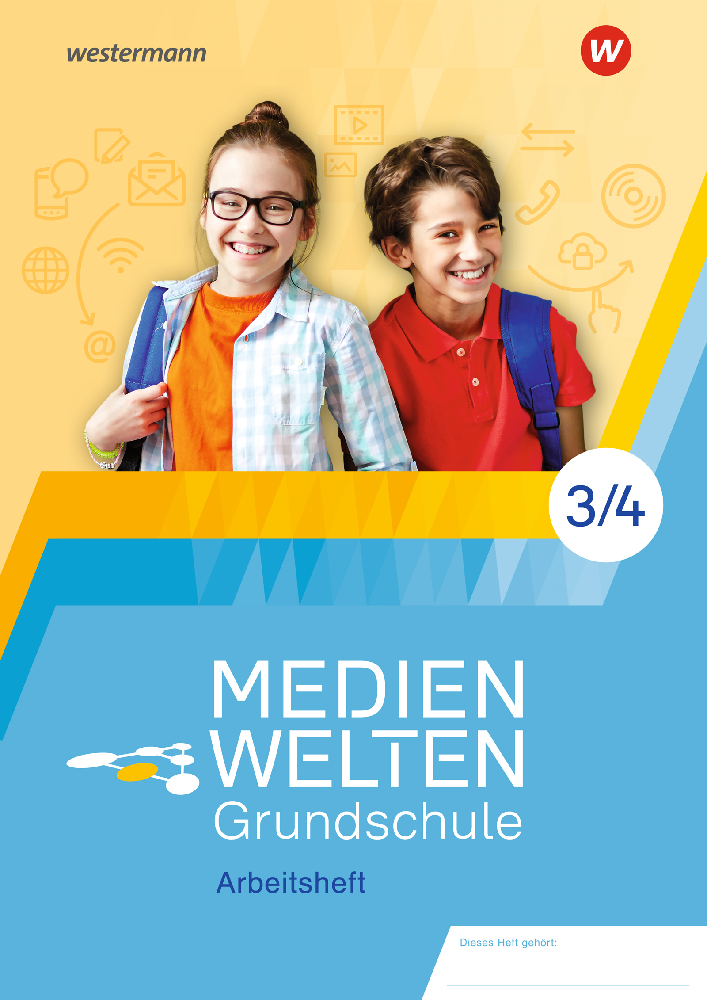 westermann
W
@
3/4
MEDIEN
WELTEN
Grundschule
Arbeitsheft
Dieses Heft gehört: